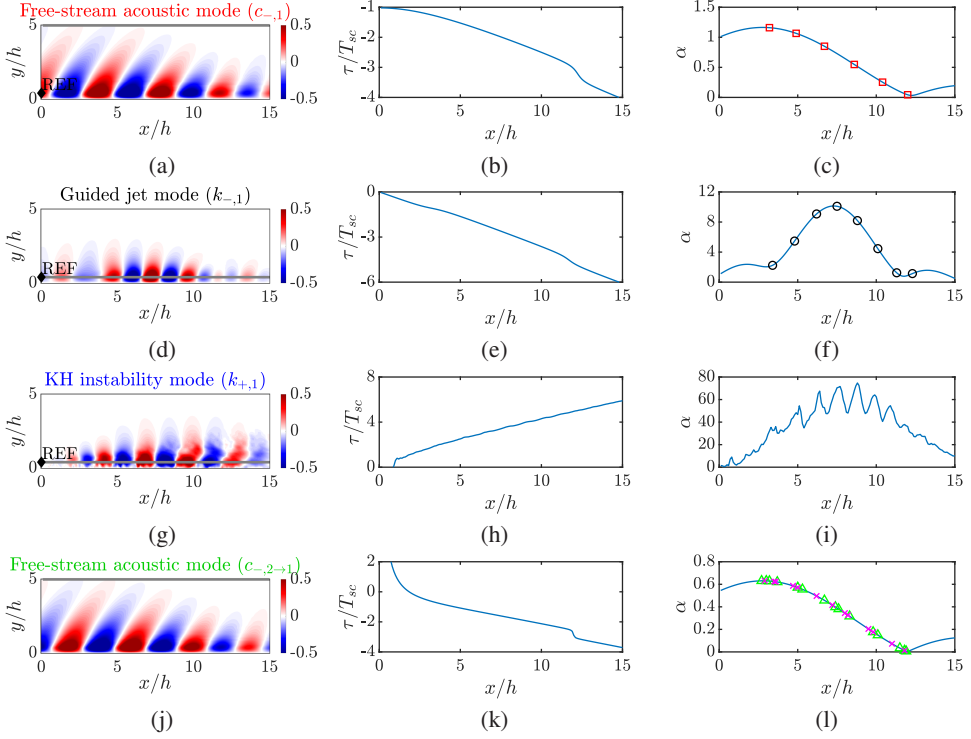 Free-stream acoustic mode (c₋,₁)
5
y/h
0
REF
0 5 10 15
x/h
0.5
0
-0.5
(a)
-1
-2
-3
-4
τ/Tsc
0 5 10 15
x/h
(b)
1.5
1
0.5
0
α
0 5 10 15
x/h
(c)
Guided jet mode (k₋,₁)
5
y/h
0
REF
0 5 10 15
x/h
0.5
0
-0.5
(d)
0
-3
-6
τ/Tsc
0 5 10 15
x/h
(e)
12
8
4
0
α
0 5 10 15
x/h
(f)
KH instability mode (k₊,₁)
5
y/h
0
REF
0 5 10 15
x/h
0.5
0
-0.5
(g)
8
4
0
τ/Tsc
0 5 10 15
x/h
(h)
80
60
40
20
0
α
0 5 10 15
x/h
(i)
Free-stream acoustic mode (c₋,₂→₁)
5
y/h
0
0 5 10 15
x/h
0.5
0
-0.5
(j)
2
0
-2
-4
τ/Tsc
0 5 10 15
x/h
(k)
0.8
0.6
0.4
0.2
0
α
0 5 10 15
x/h
(l)